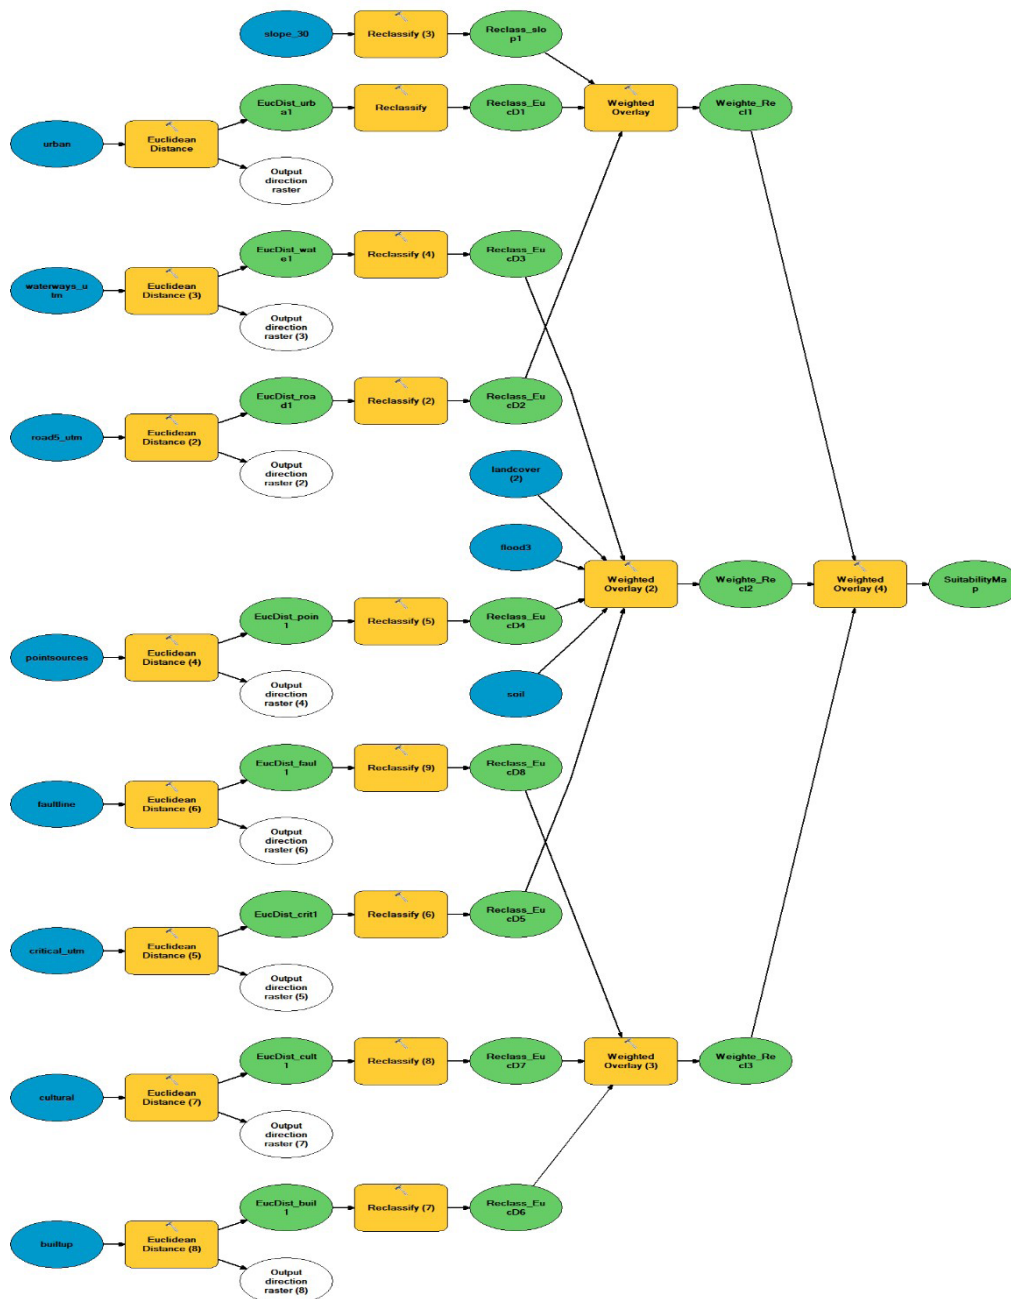 slope_30
Reclassify (3)
Reclass_slo
p1
urban
Euclidean
Distance
EucDist_urb
a1
Output
direction
raster
Reclassify
Reclass_Eu
cD1
Weighted
Overlay
Weighte_Re
cl1
waterways_u
tm
Euclidean
Distance (3)
EucDist_wat
e1
Output
direction
raster (3)
Reclassify (4)
Reclass_Eu
cD3
road5_utm
Euclidean
Distance (2)
EucDist_roa
d1
Output
direction
raster (2)
Reclassify (2)
Reclass_Eu
cD2
landcover
(2)
flood3
pointsources
Euclidean
Distance (4)
EucDist_poin
1
Output
direction
raster (4)
Reclassify (5)
Reclass_Eu
cD4
soil
Weighted
Overlay (2)
Weighte_Re
cl2
Weighted
Overlay (4)
SuitabilityMa
p
faultline
Euclidean
Distance (6)
EucDist_faul
1
Output
direction
raster (6)
Reclassify (9)
Reclass_Eu
cD8
critical_utm
Euclidean
Distance (5)
EucDist_crit1
Output
direction
raster (5)
Reclassify (6)
Reclass_Eu
cD5
cultural
Euclidean
Distance (7)
EucDist_cult
1
Output
direction
raster (7)
Reclassify (8)
Reclass_Eu
cD7
Weighted
Overlay (3)
Weighte_Re
cl3
builtup
Euclidean
Distance (8)
EucDist_buil
1
Output
direction
raster (8)
Reclassify (7)
Reclass_Eu
cD6